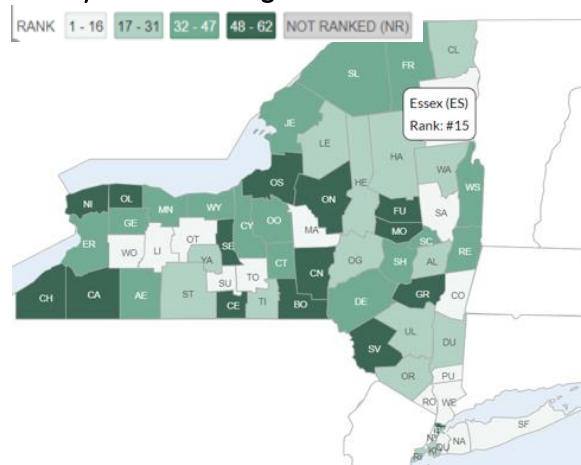 RANK 1 - 16 17 - 31 32 - 47 48 - 62 NOT RANKED (NR)
CL
FR
SL
Essex (ES)
Rank: #15
JE
LE
HA
HE
WA
WS
OS
ON
NI
OL
FU
SA
MN
WY
CY
OO
GE
MO
MA
OT
ER
SE
SC
WO
LI
YA
OG
SH
AL
RE
CT
CN
SU
TO
CH
CA
AE
ST
CE
TI
BO
DE
GR
CO
UL
DU
SV
OR
PU
RO
WE
SF
NA